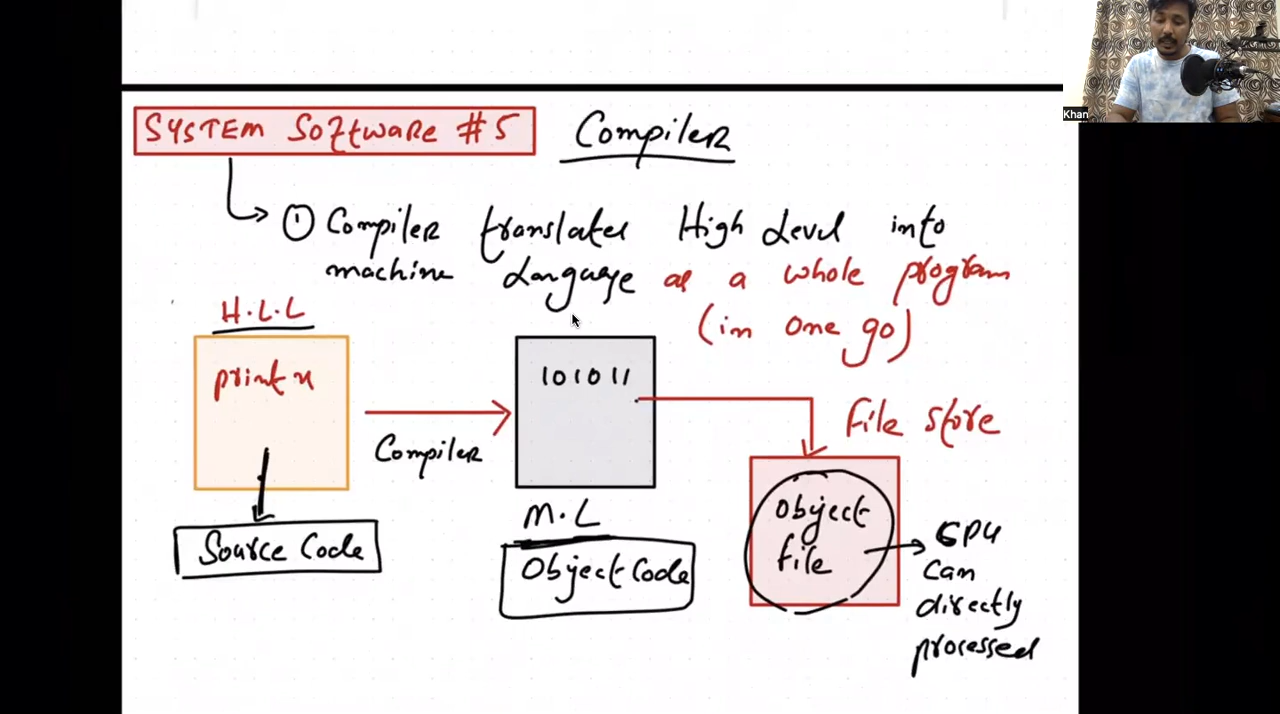 SYSTEM SOFTWARE #5 Compiler
① Compiler translates High Level into
machine Language as a whole program
(in one go)
H.L.L
print x
Compiler
Source Code
101011
M.L
Object Code
File store
Object
file
CPU
can
directly
processed
Khan